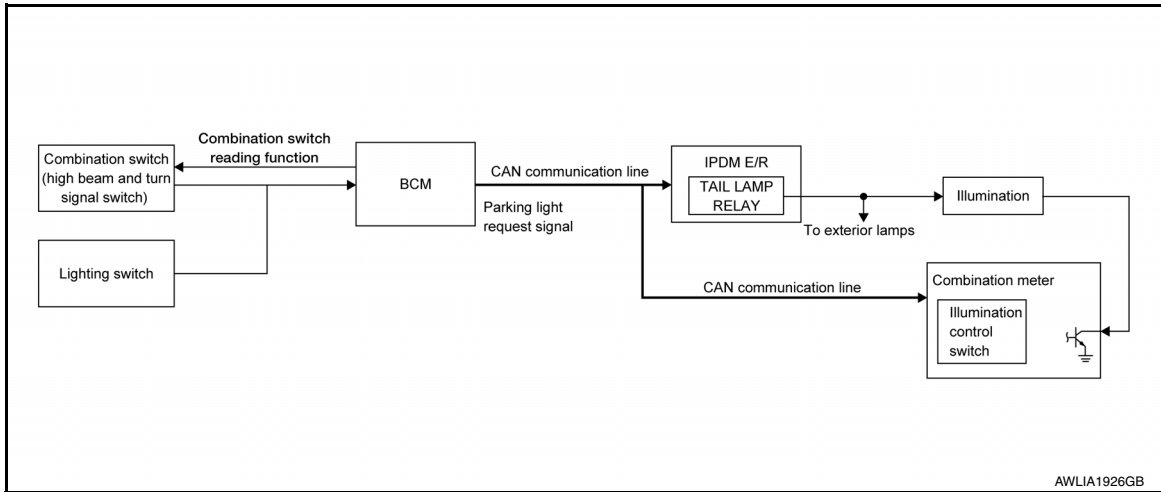 Combination switch
(high beam and turn
signal switch)
Combination switch
reading function
BCM
CAN communication line
Parking light
request signal
IPDM E/R
TAIL LAMP
RELAY
To exterior lamps
Illumination
Lighting switch
CAN communication line
Combination meter
Illumination
control
switch
AWLIA1926GB